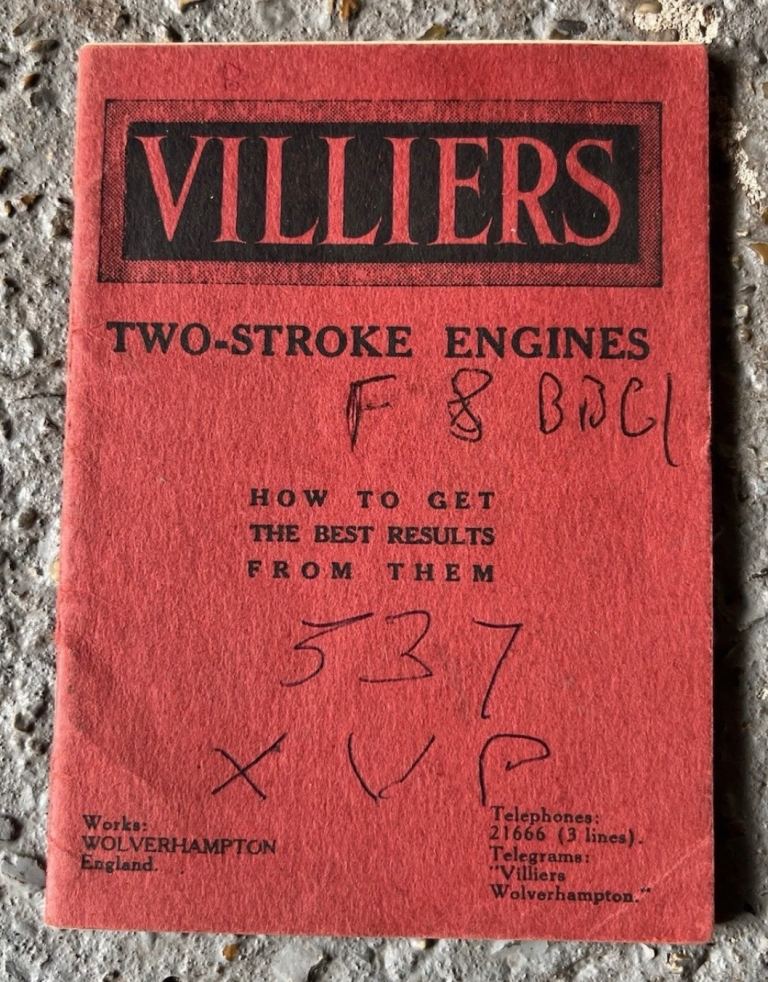 VILLIERS
TWO-STROKE ENGINES
F 8
HOW TO GET
THE BEST RESULTS
FROM THEM
537
XVP
Works:
WOLVERHAMPTON
England.
Telephones:
21666 (3 lines).
Telegrams:
"Villiers
Wolverhampton."